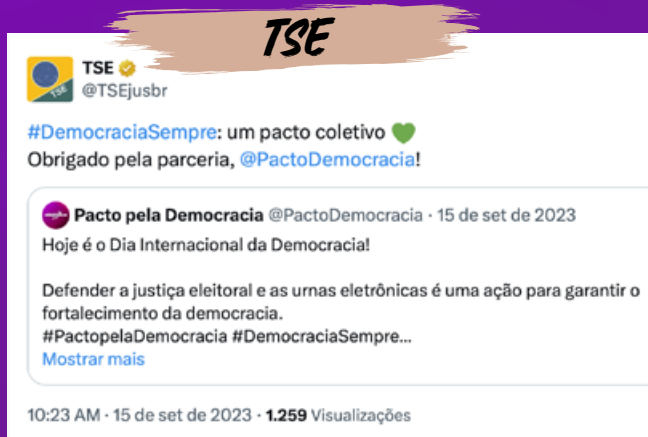 TSE
TSE
@TSEjusbr
TSE
#DemocraciaSempre: um pacto coletivo 💚
Obrigado pela parceria, @PactoDemocracia!
Pacto pela Democracia @PactoDemocracia · 15 de set de 2023
Hoje é o Dia Internacional da Democracia!
Defender a justiça eleitoral e as urnas eletrônicas é uma ação para garantir o
fortalecimento da democracia.
#PactopelaDemocracia #DemocraciaSempre...
Mostrar mais
10:23 AM · 15 de set de 2023 · 1.259 Visualizações